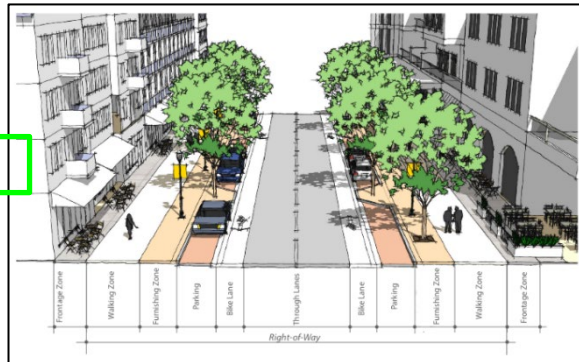 Frontage Zone
Walking Zone
Furnishing Zone
Parking
Bike Lane
Through Lanes
Bike Lane
Parking
Furnishing Zone
Walking Zone
Frontage Zone
Right-of-Way